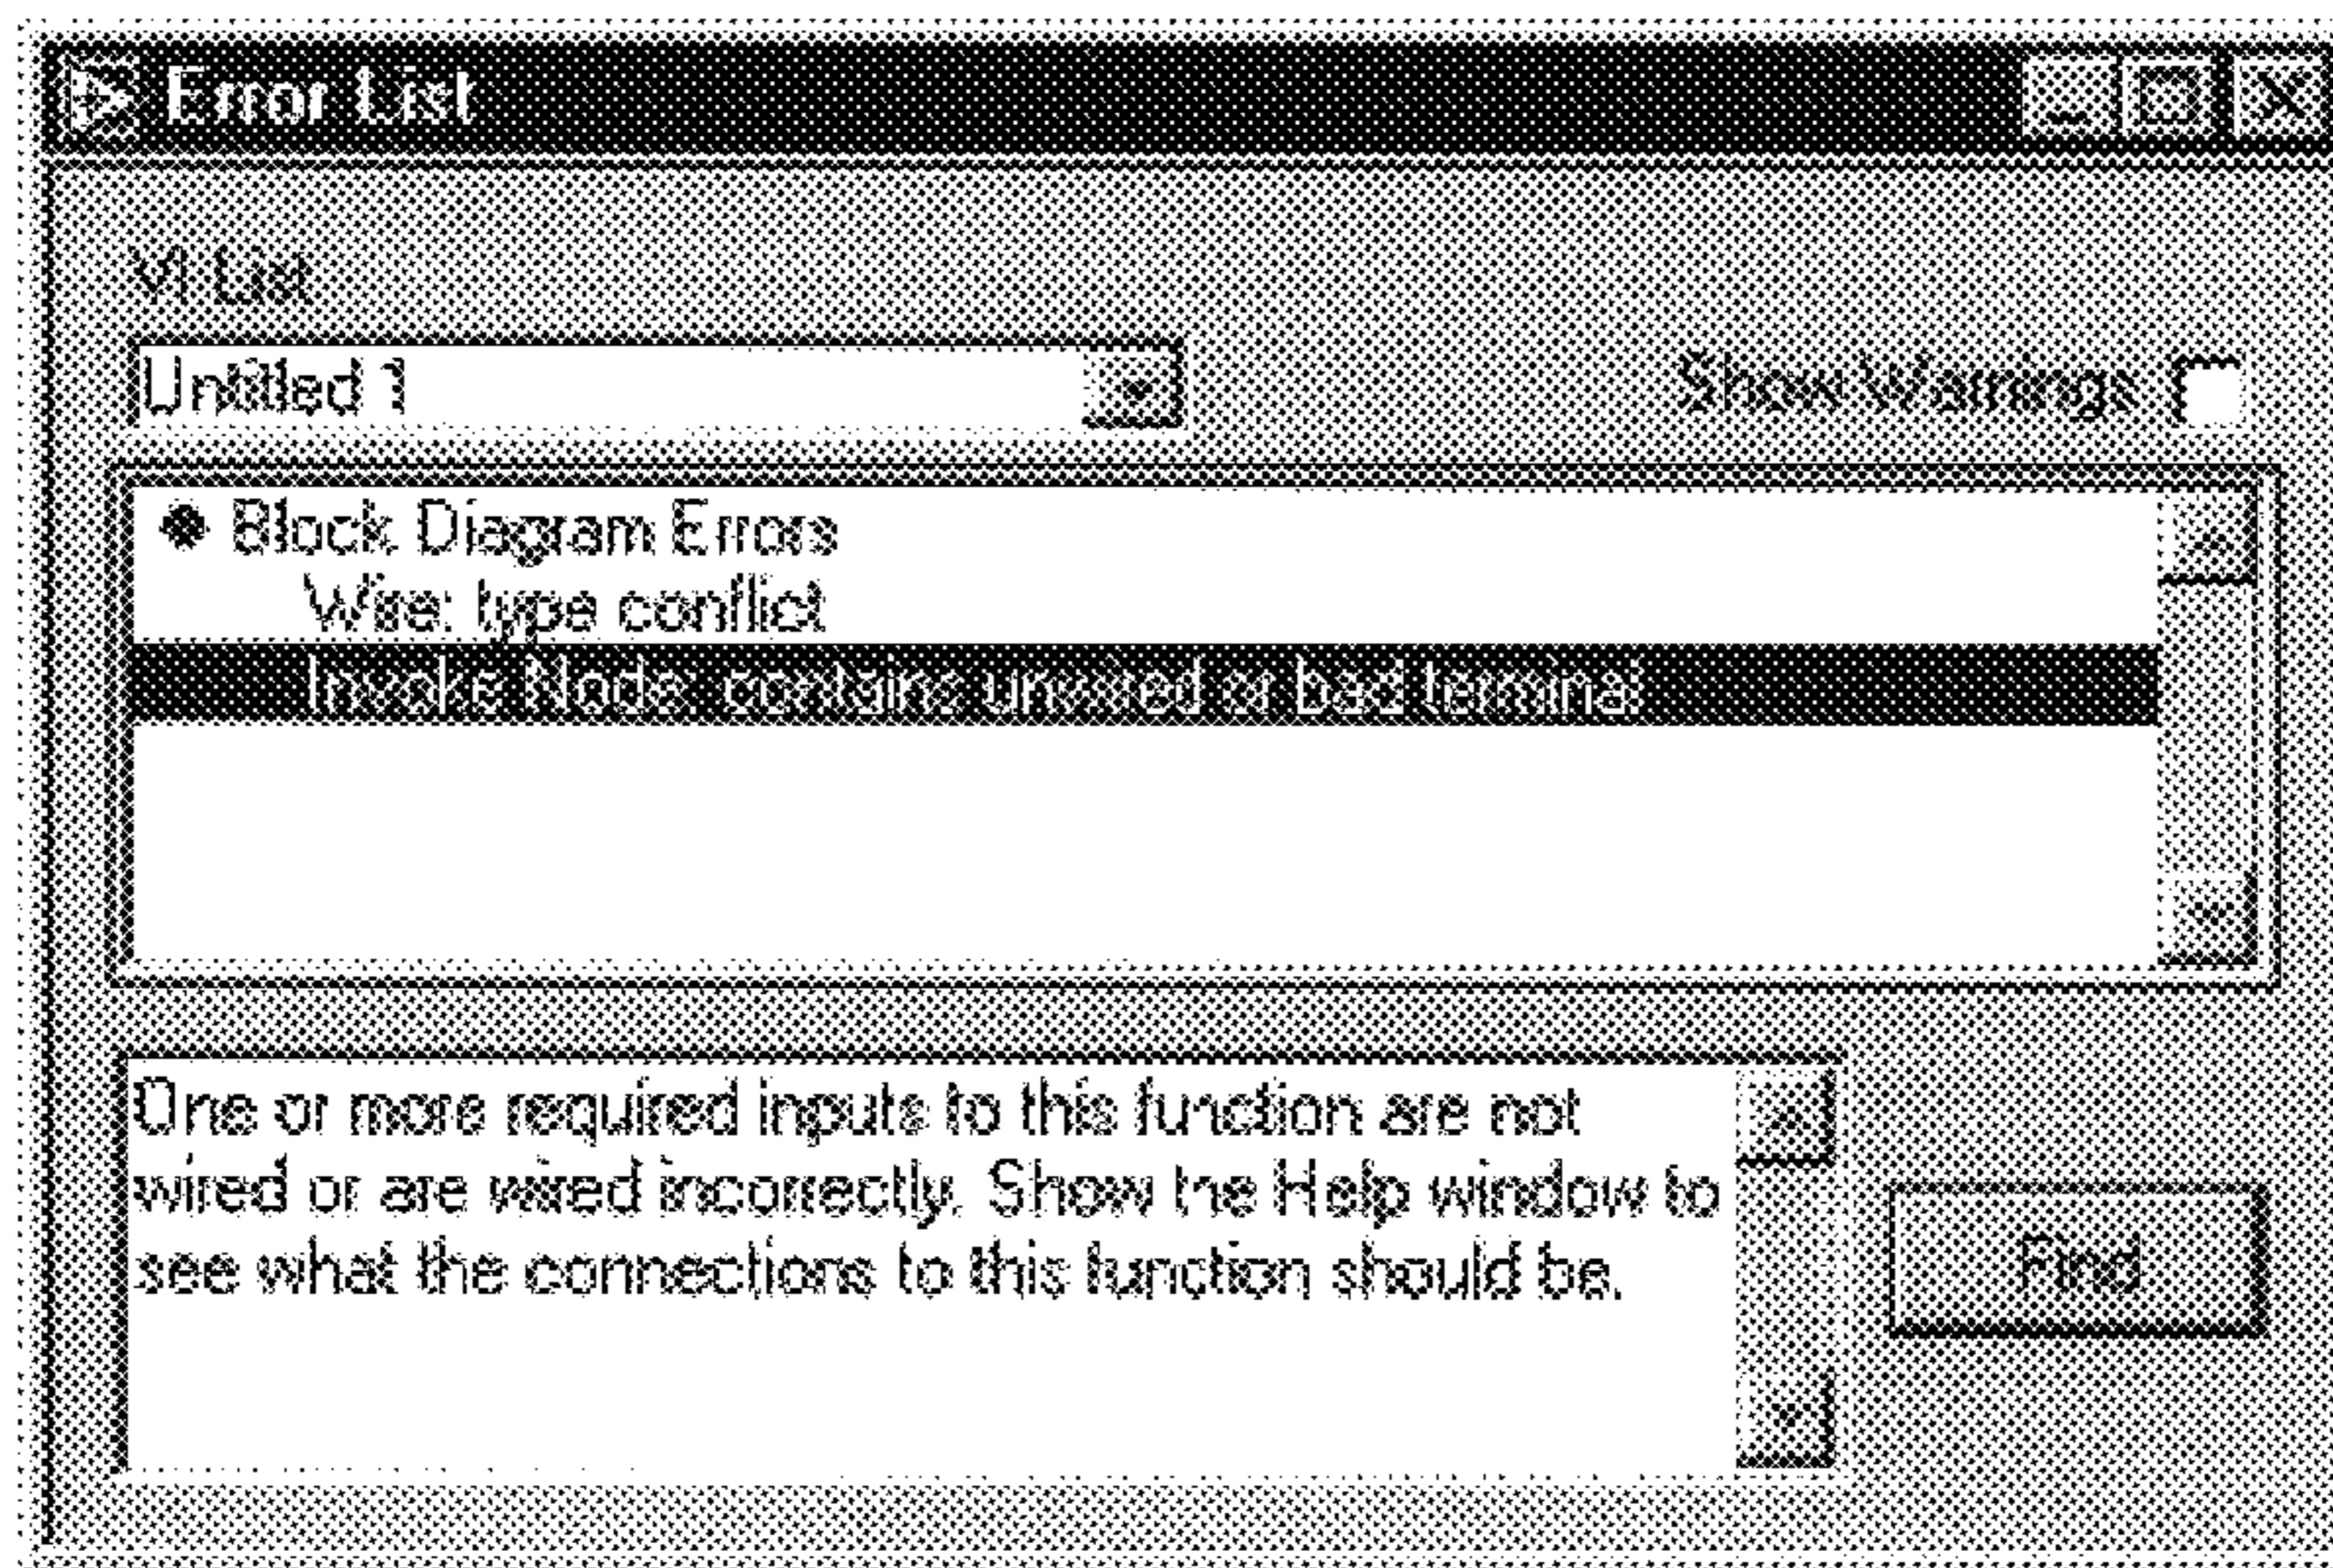 Error List
VI List
Untitled 1
Show Warnings
Block Diagram Errors
Wire: type conflict
Invoke Node: contains unwired or bad terminal
One or more required inputs to this function are not
wired or are wired incorrectly. Show the Help window to
see what the connections to this function should be.
Find